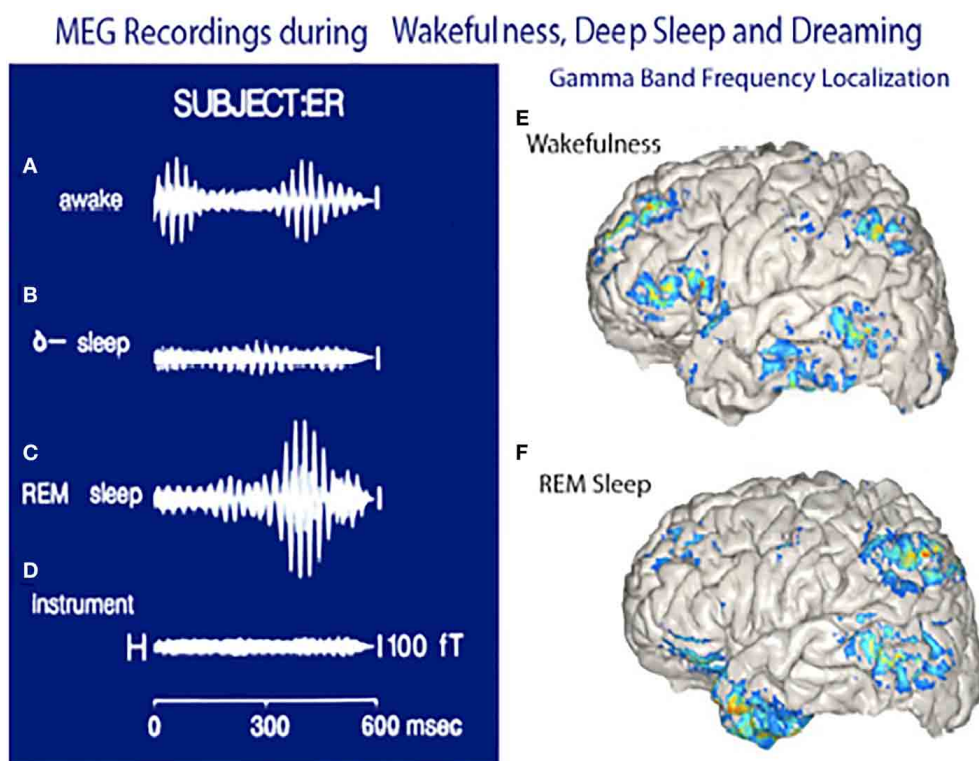 MEG Recordings during Wakefulness, Deep Sleep and Dreaming
SUBJECT:ER
A
awake
B
δ— sleep
C
REM sleep
D
Instrument
H
100 fT
0 300 600 msec
Gamma Band Frequency Localization
E
Wakefulness
F
REM Sleep